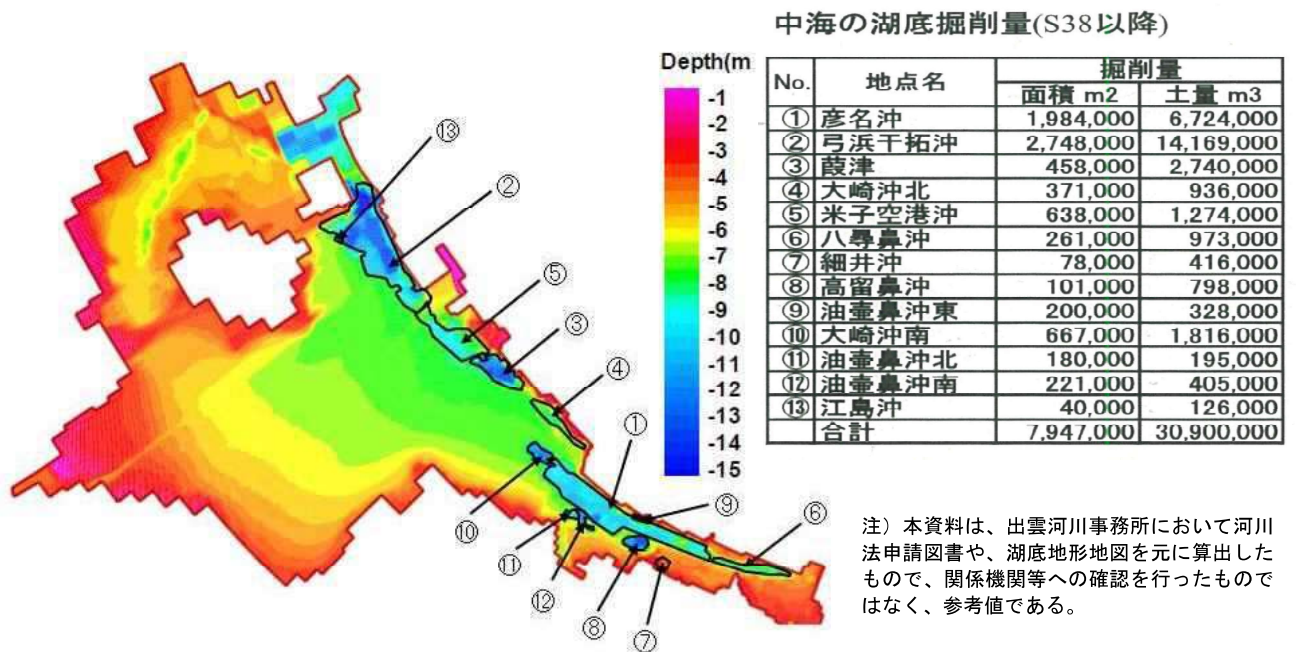 中海の湖底掘削量(S38以降)
Depth(m
-1
-2
-3
-4
-5
-6
-7
-8
-9
-10
-11
-12
-13
-14
-15
⑬
②
⑤
③
④
①
⑨
⑥
⑩
⑪
⑫
⑧
⑦
No. 地点名 掘削量
面積 m2 土量 m3
① 彦名沖 1,984,000 6,724,000
② 弓浜干拓沖 2,748,000 14,169,000
③ 葭津 458,000 2,740,000
④ 大崎沖北 371,000 936,000
⑤ 米子空港沖 638,000 1,274,000
⑥ 八尋鼻沖 261,000 973,000
⑦ 細井沖 78,000 416,000
⑧ 高留鼻沖 101,000 798,000
⑨ 油壷鼻沖東 200,000 328,000
⑩ 大崎沖南 667,000 1,816,000
⑪ 油壷鼻沖北 180,000 195,000
⑫ 油壷鼻沖南 221,000 405,000
⑬ 江島沖 40,000 126,000
合計 7,947,000 30,900,000
注）本資料は、出雲河川事務所において河川
法申請図書や、湖底地形地図を元に算出した
もので、関係機関等への確認を行ったもので
はなく、参考値である。